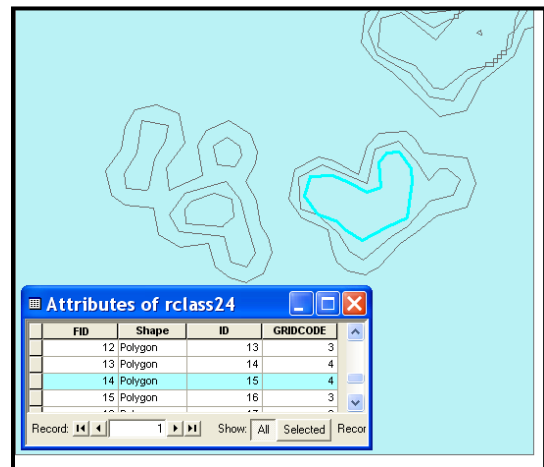 Attributes of rclass24
FID Shape ID GRIDCODE
12 Polygon 13 3
13 Polygon 14 4
14 Polygon 15 4
15 Polygon 16 3
Record: 1 Show: All Selected Recor